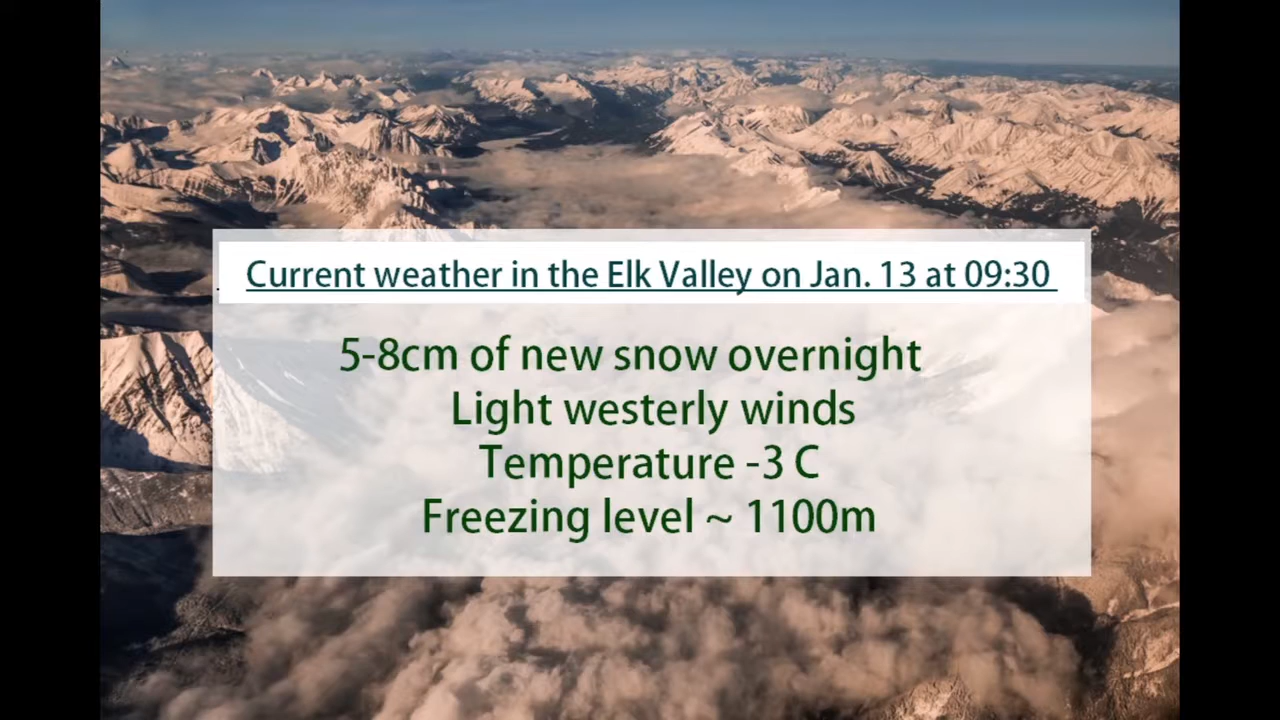 Current weather in the Elk Valley on Jan. 13 at 09:30
5-8cm of new snow overnight
Light westerly winds
Temperature -3 C
Freezing level ~ 1100m